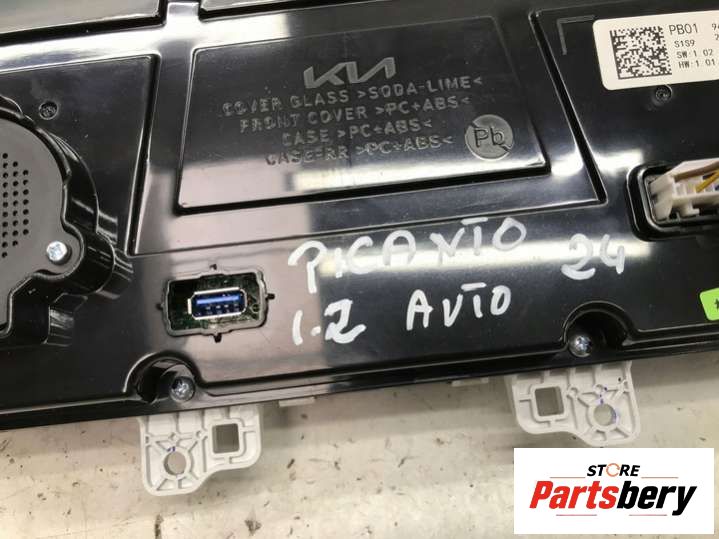 KIA
COVER GLASS >SODA-LIME<
FRONT COVER >PC+ABS<
CASE >PC+ABS<
CASE-RR >PC+ABS<
Pb
PB01
S1S9
SW:1.02
HW:1.01
PICANTO 24
1.2 AUTO
STORE
Partsbery